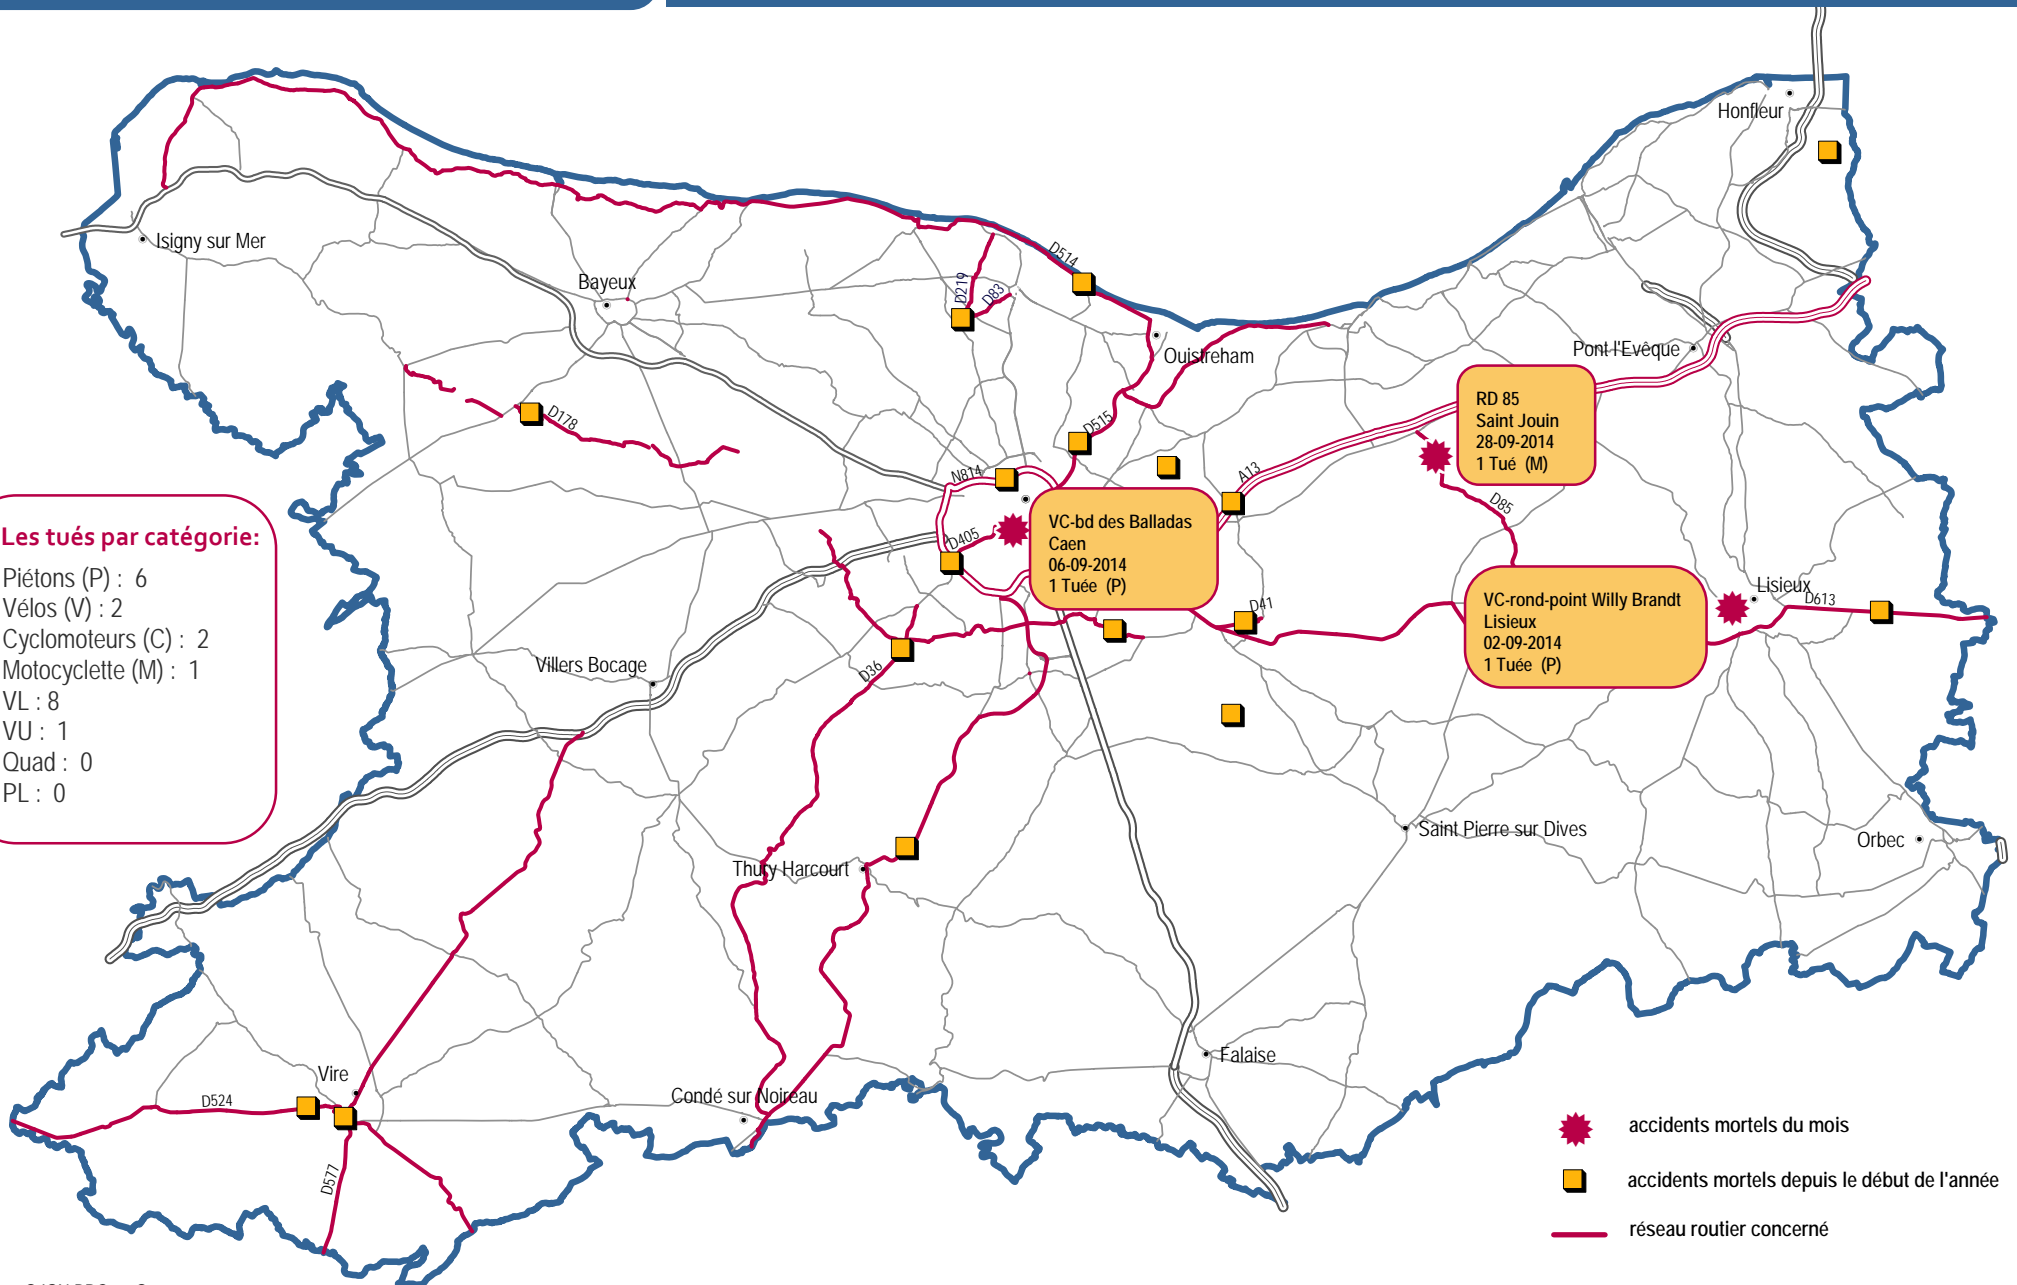 Honfleur
Isigny sur Mer
Bayeux
D514
D219
D83
Ouistreham
Pont l'Evêque
RD 85
Saint Jouin
28-09-2014
1 Tué (M)
D178
D515
N814
A13
D85
Les tués par catégorie:
Piétons (P) : 6
Vélos (V) : 2
Cyclomoteurs (C) : 2
Motocyclette (M) : 1
VL : 8
VU : 1
Quad : 0
PL : 0
VC-bd des Balladas
Caen
06-09-2014
1 Tuée (P)
D405
D41
VC-rond-point Willy Brandt
Lisieux
02-09-2014
1 Tuée (P)
Lisieux
D613
Villers Bocage
D36
Saint Pierre sur Dives
Orbec
Thury Harcourt
Falaise
Vire
D524
Condé sur Noireau
D577
accidents mortels du mois
accidents mortels depuis le début de l'année
réseau routier concerné